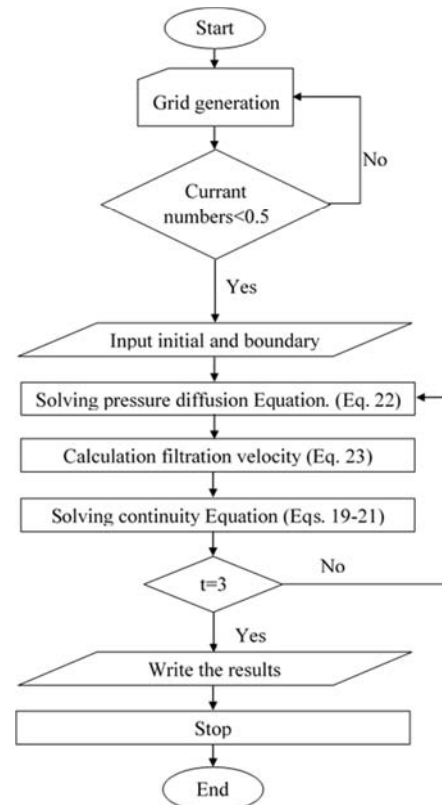 Start
Grid generation
No
Currant
numbers<0.5
Yes
Input initial and boundary
Solving pressure diffusion Equation. (Eq. 22)
Calculation filtration velocity (Eq. 23)
Solving continuity Equation (Eqs. 19-21)
No
t=3
Yes
Write the results
Stop
End